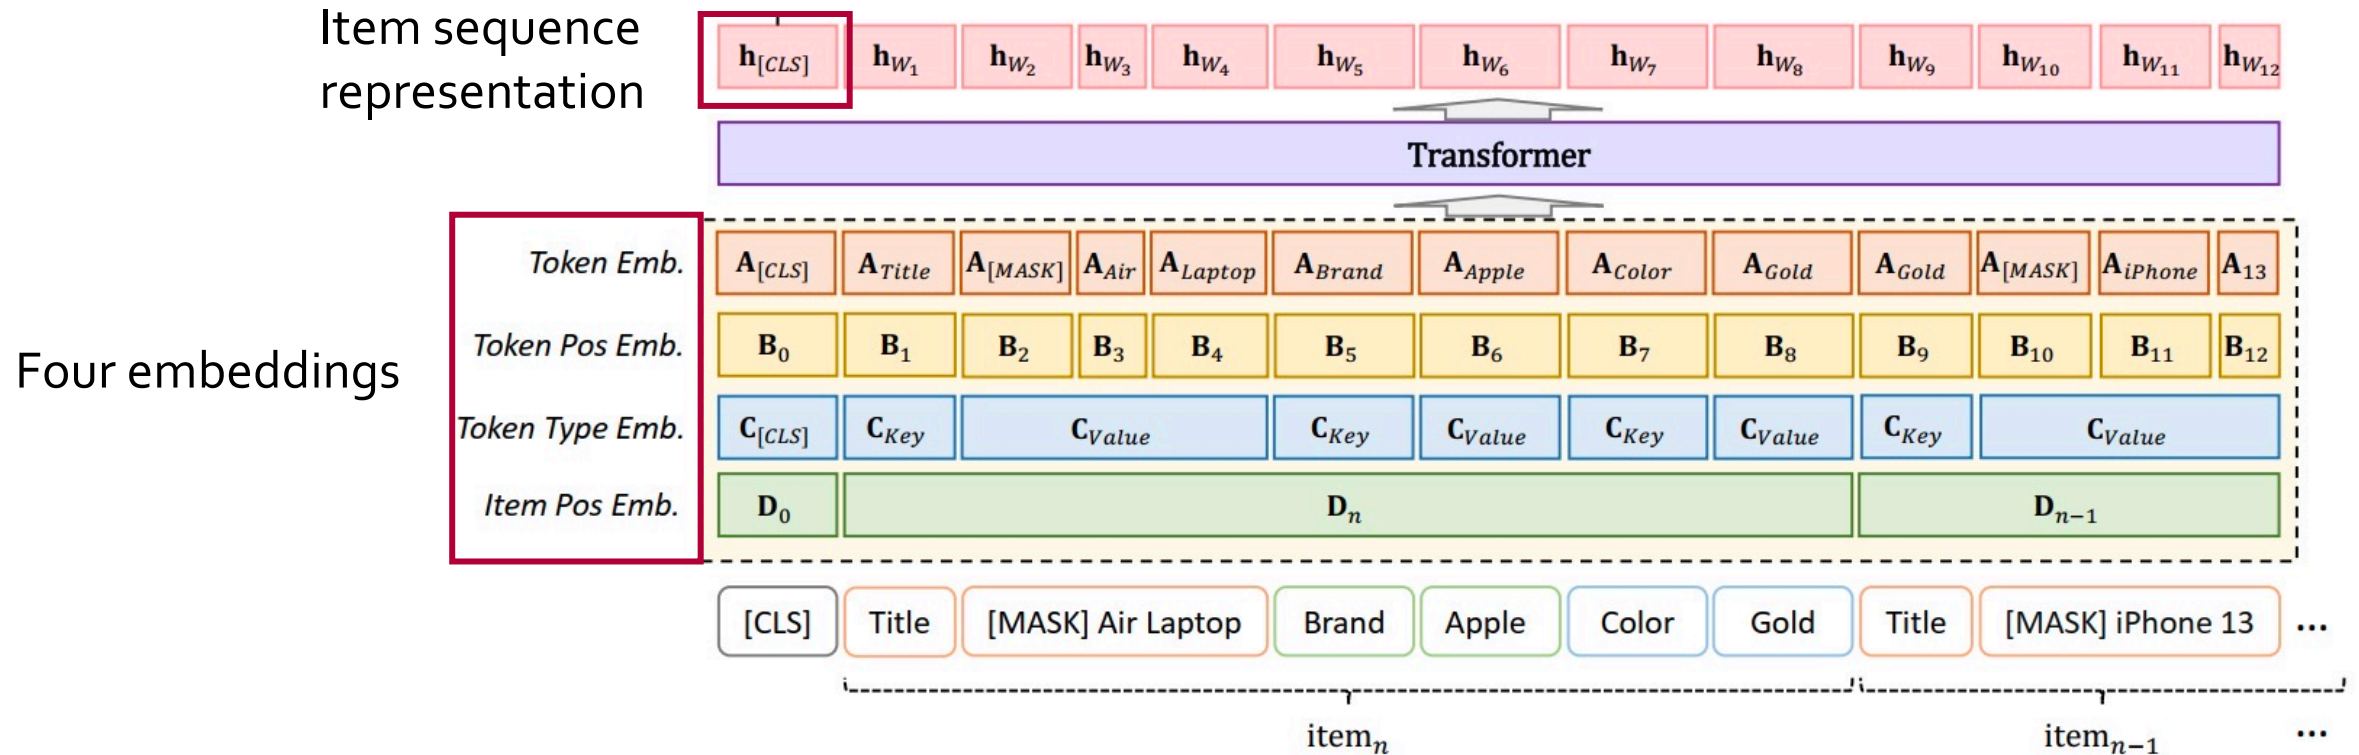 Item sequence
representation
h[CLS] hW1 hW2 hW3 hW4 hW5 hW6 hW7 hW8 hW9 hW10 hW11 hW12
Transformer
Four embeddings
Token Emb. A[CLS] ATitle A[MASK] AAir ALaptop ABrand AApple AColor AGold AGold A[MASK] AiPhone A13
Token Pos Emb. B0 B1 B2 B3 B4 B5 B6 B7 B8 B9 B10 B11 B12
Token Type Emb. C[CLS] CKey CValue CKey CValue CKey CValue CKey CValue
Item Pos Emb. D0 Dn Dn−1
[CLS] Title [MASK] Air Laptop Brand Apple Color Gold Title [MASK] iPhone 13 ...
itemn itemn−1 ...